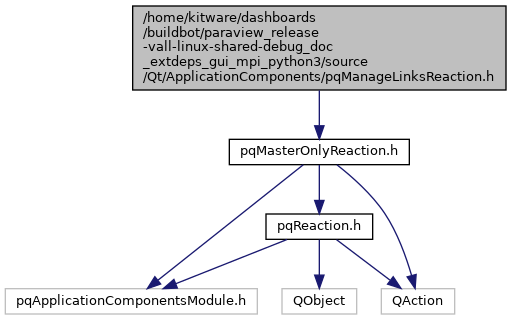 /home/kitware/dashboards
/buildbot/paraview_release
-vall-linux-shared-debug_doc
_extdeps_gui_mpi_python3/source
/Qt/ApplicationComponents/pqManageLinksReaction.h
pqMasterOnlyReaction.h
pqReaction.h
pqApplicationComponentsModule.h
QObject
QAction